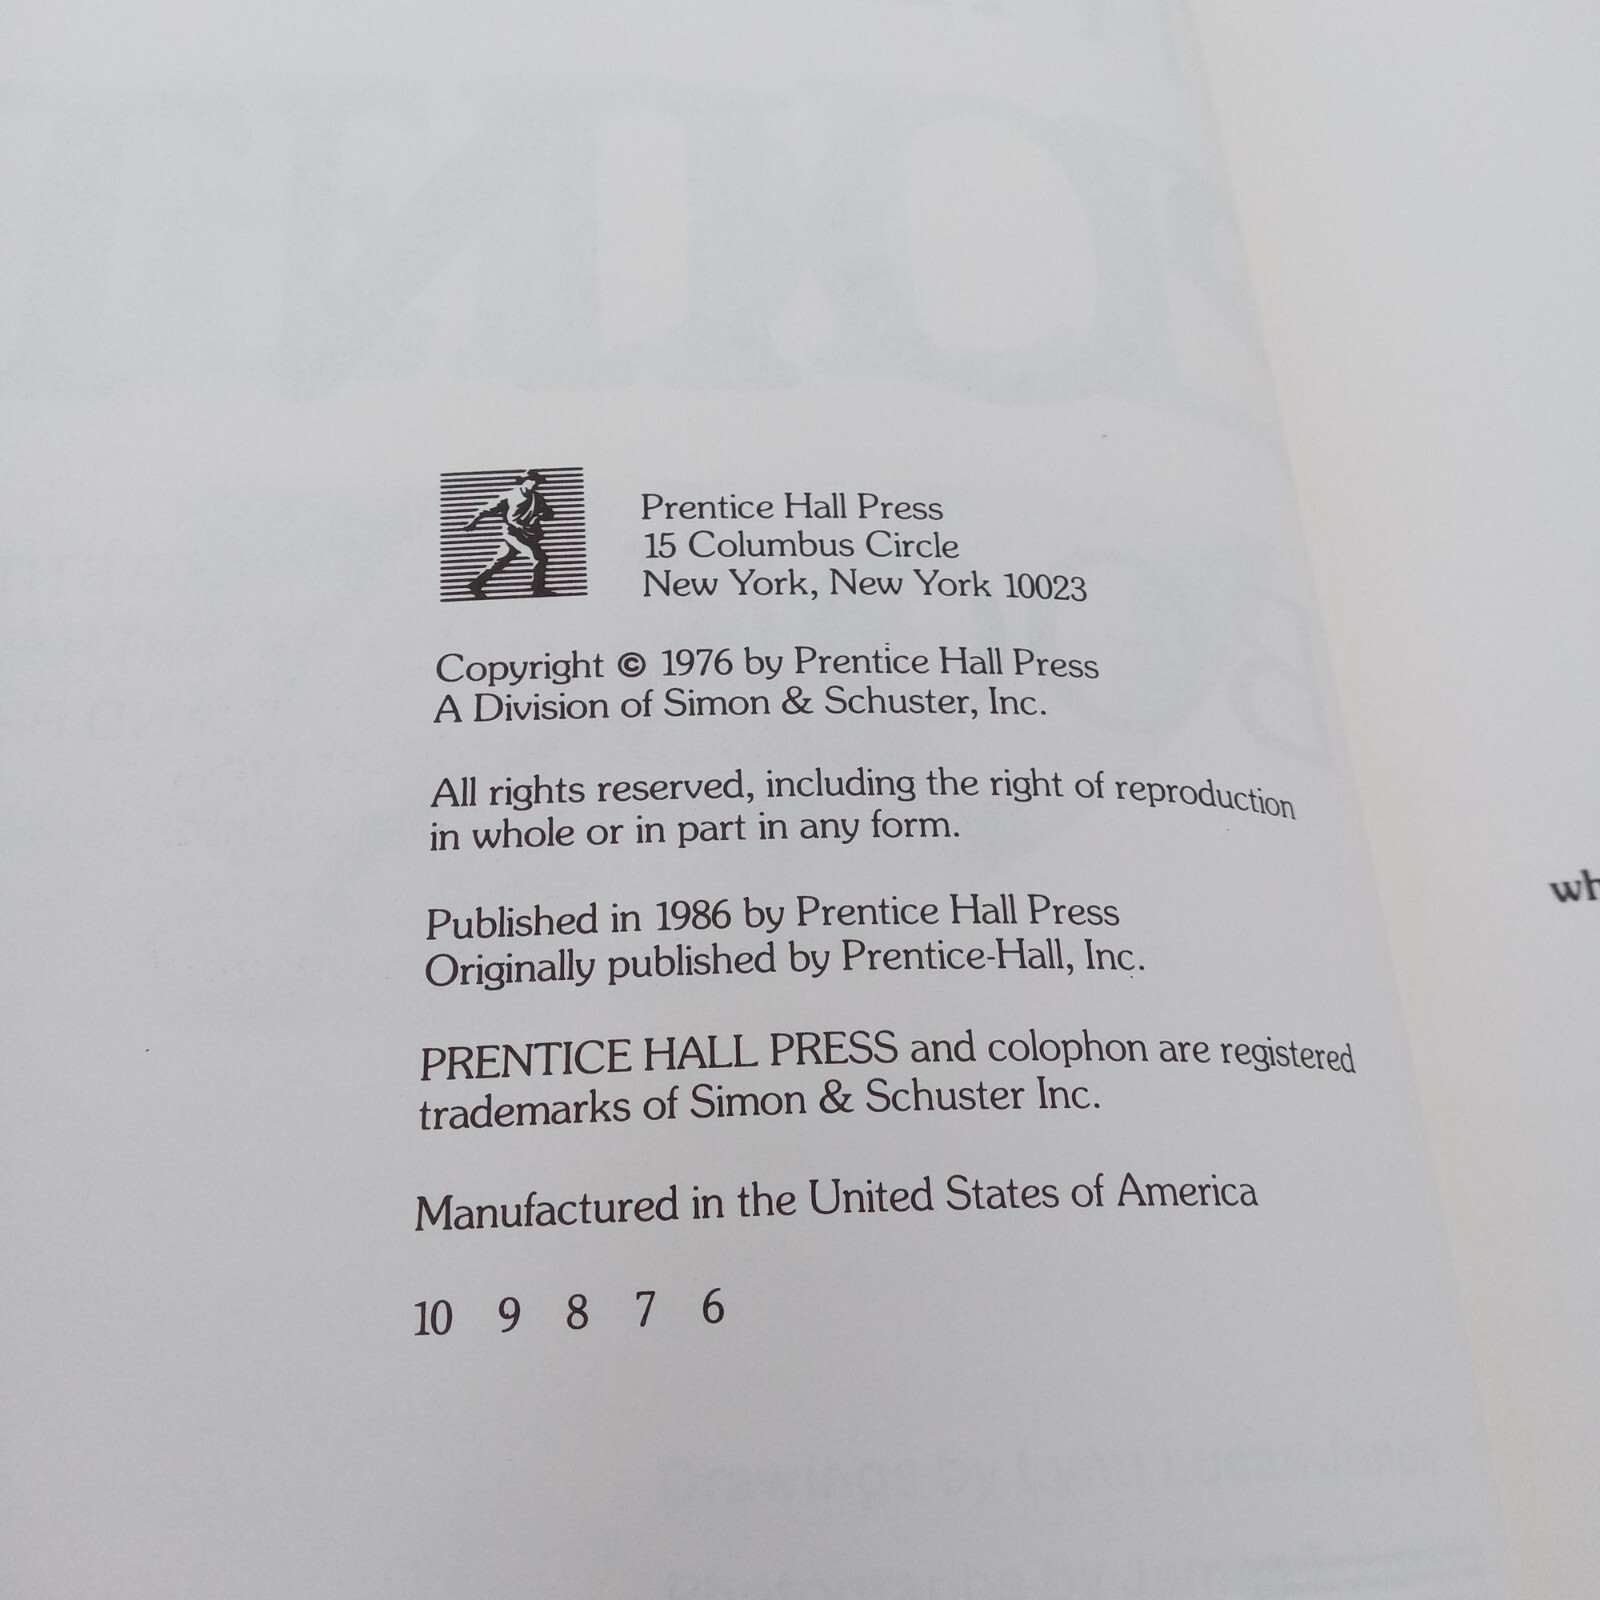 Prentice Hall Press
15 Columbus Circle
New York, New York 10023
Copyright © 1976 by Prentice Hall Press
A Division of Simon & Schuster, Inc.
All rights reserved, including the right of reproduction
in whole or in part in any form.
Published in 1986 by Prentice Hall Press
Originally published by Prentice-Hall, Inc.
PRENTICE HALL PRESS and colophon are registered
trademarks of Simon & Schuster Inc.
Manufactured in the United States of America
10 9 8 7 6
Drawings by